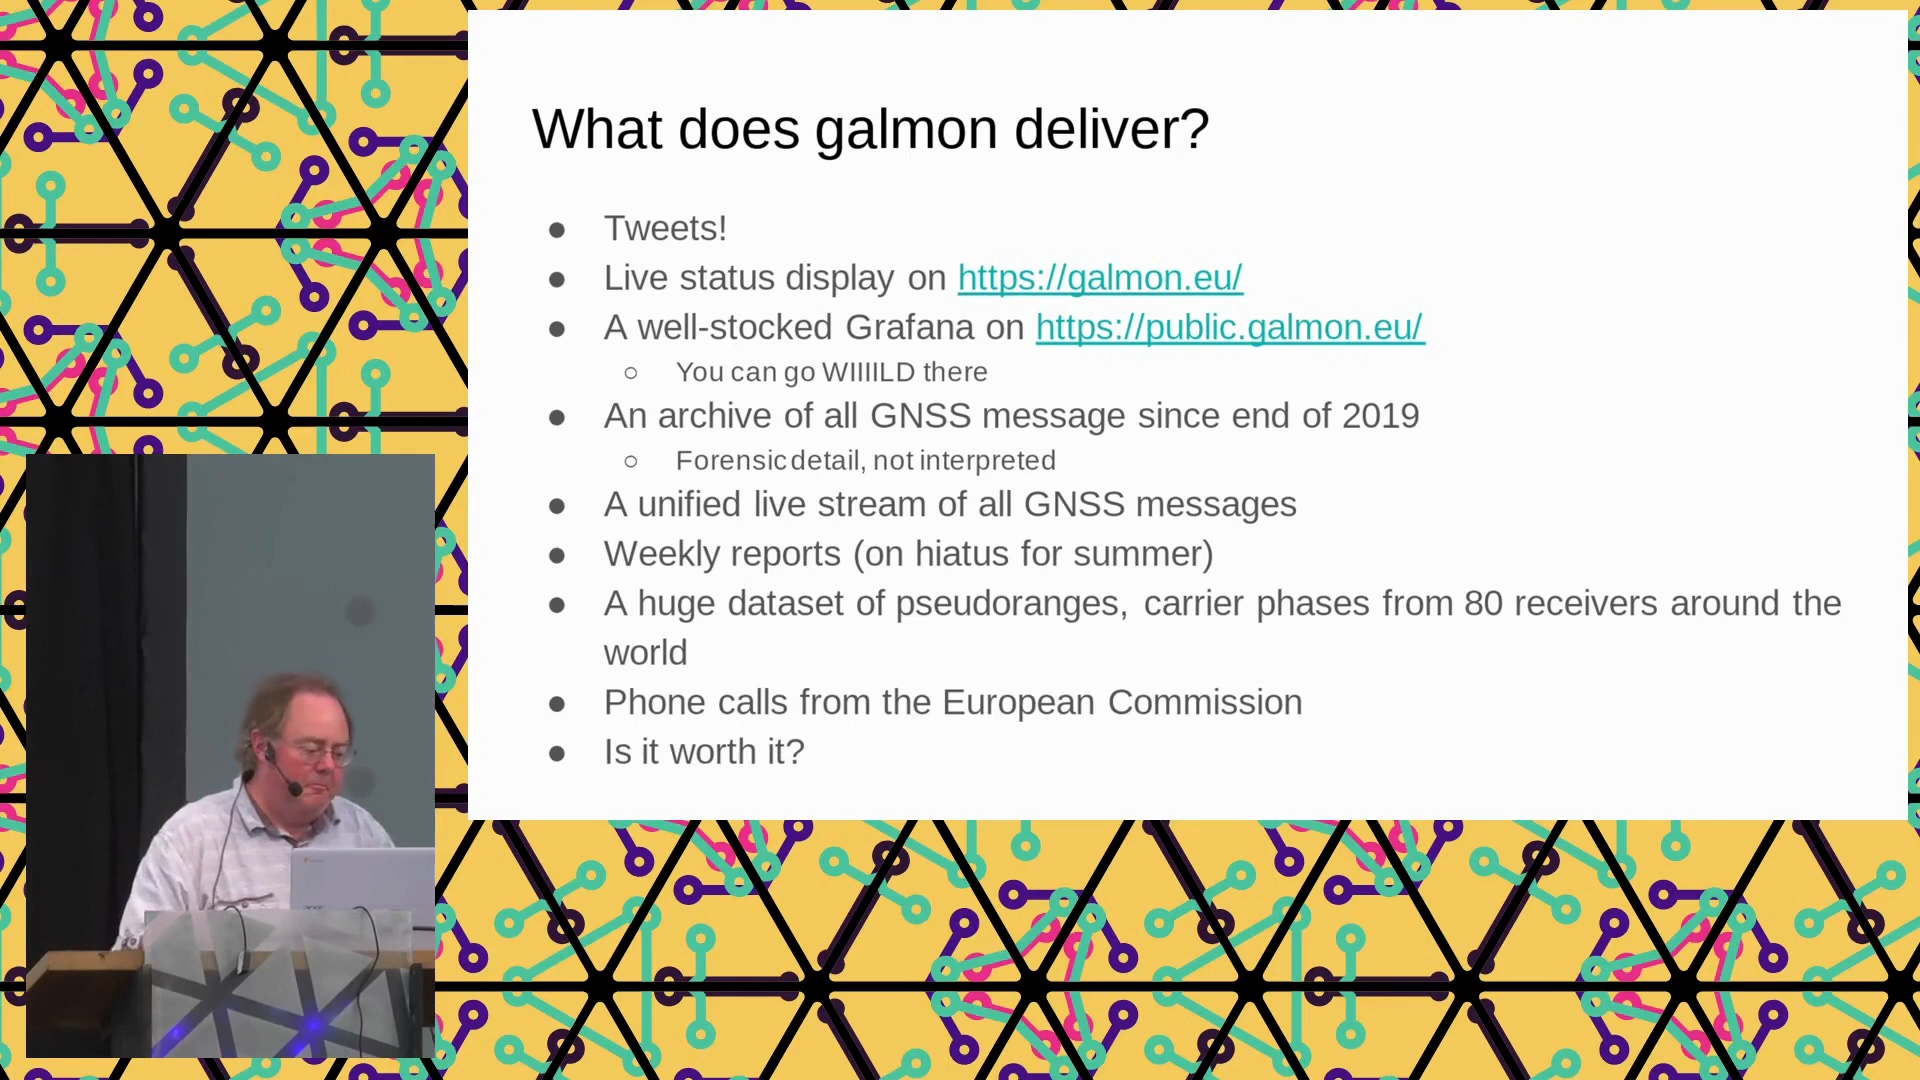 What does galmon deliver?
● Tweets!
● Live status display on https://galmon.eu/
● A well-stocked Grafana on https://public.galmon.eu/
○ You can go WIIIILD there
● An archive of all GNSS message since end of 2019
○ Forensic detail, not interpreted
● A unified live stream of all GNSS messages
● Weekly reports (on hiatus for summer)
● A huge dataset of pseudoranges, carrier phases from 80 receivers around the
world
● Phone calls from the European Commission
● Is it worth it?